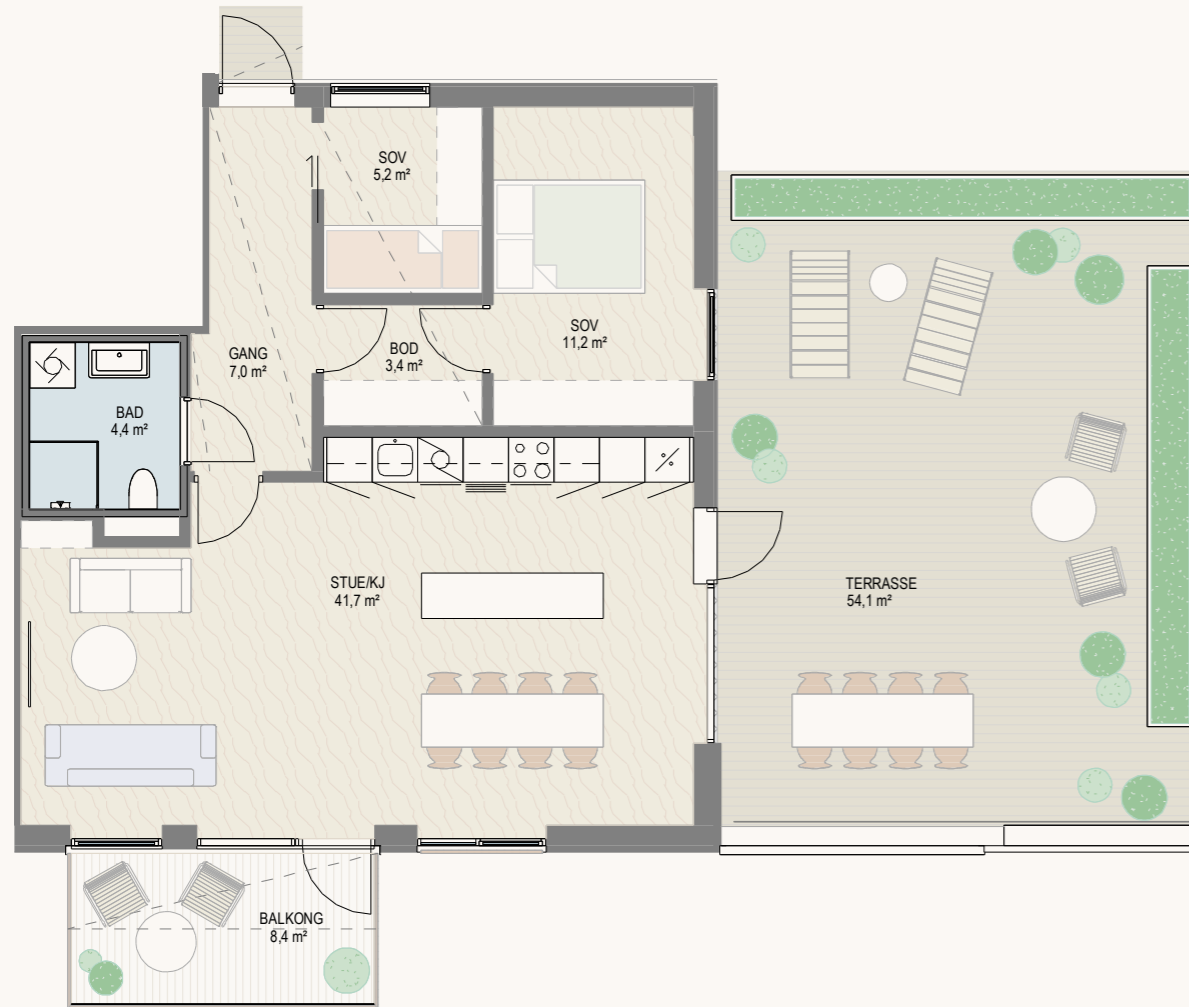 SOV
5,2 m²
SOV
11,2 m²
GANG
7,0 m²
BOD
3,4 m²
BAD
4,4 m²
STUE/KJ
41,7 m²
TERRASSE
54,1 m²
BALKONG
8,4 m²